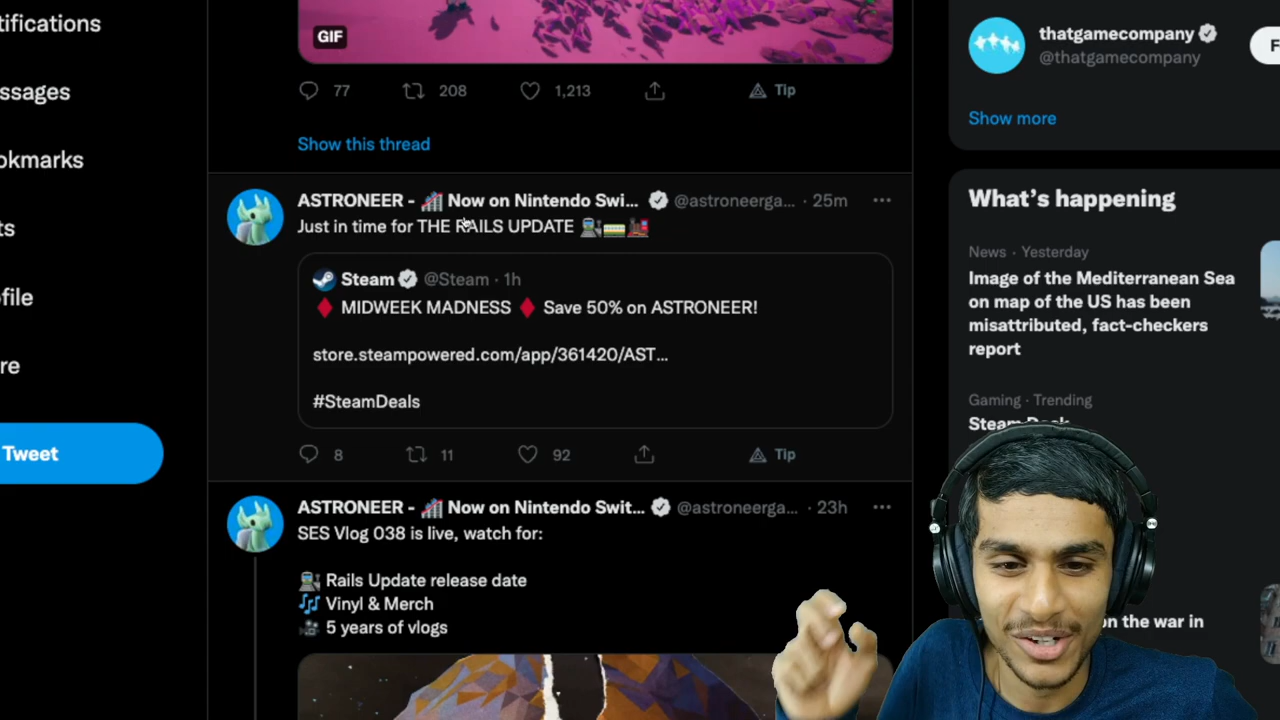 tifications
ssages
okmarks
ts
file
re
Tweet
GIF
77 208 1,213 Tip
Show this thread
ASTRONEER - 🎢 Now on Nintendo Swi... @astroneerga... · 25m
Just in time for THE RAILS UPDATE 🚉🚃🚂
Steam @Steam · 1h
♦️ MIDWEEK MADNESS ♦️ Save 50% on ASTRONEER!
store.steampowered.com/app/361420/AST...
#SteamDeals
8 11 92 Tip
ASTRONEER - 🎢 Now on Nintendo Swit... @astroneerga... · 23h
SES Vlog 038 is live, watch for:
🚉 Rails Update release date
🎶 Vinyl & Merch
🎥 5 years of vlogs
thatgamecompany
@thatgamecompany
F
Show more
What's happening
News · Yesterday
Image of the Mediterranean Sea
on map of the US has been
misattributed, fact-checkers
report
Gaming · Trending
Steam Deck
on the war in